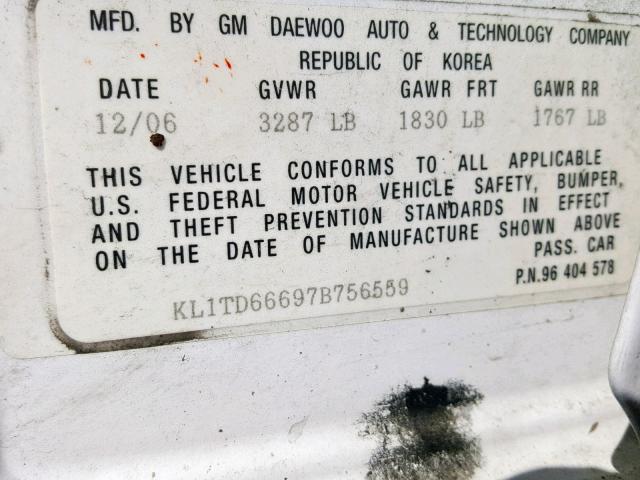 MFD. BY GM DAEWOO AUTO & TECHNOLOGY COMPANY
REPUBLIC OF KOREA
DATE GVWR GAWR FRT GAWR RR
12/06 3287 LB 1830 LB 1767 LB
THIS VEHICLE CONFORMS TO ALL APPLICABLE
U.S. FEDERAL MOTOR VEHICLE SAFETY, BUMPER,
AND THEFT PREVENTION STANDARDS IN EFFECT
ON THE DATE OF MANUFACTURE SHOWN ABOVE
PASS. CAR
P.N.96 404 578
KL1TD66697B756559